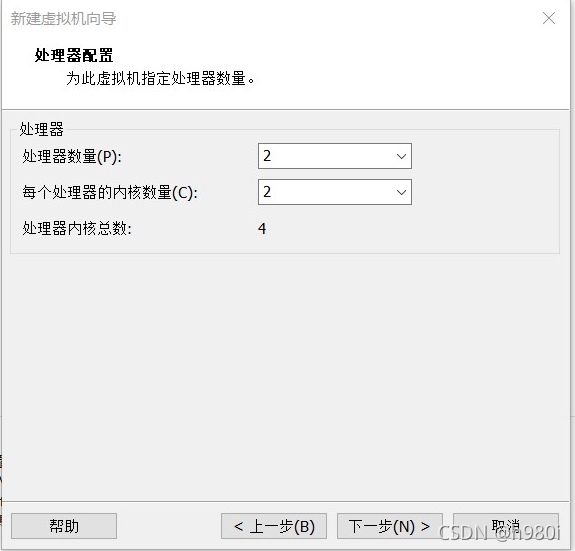 新建虚拟机向导
处理器配置
为此虚拟机指定处理器数量。
处理器
处理器数量(P):
2
每个处理器的内核数量(C):
2
处理器内核总数:
4
帮助
< 上一步(B)
下一步(N) >
取消
CSDN @h980i